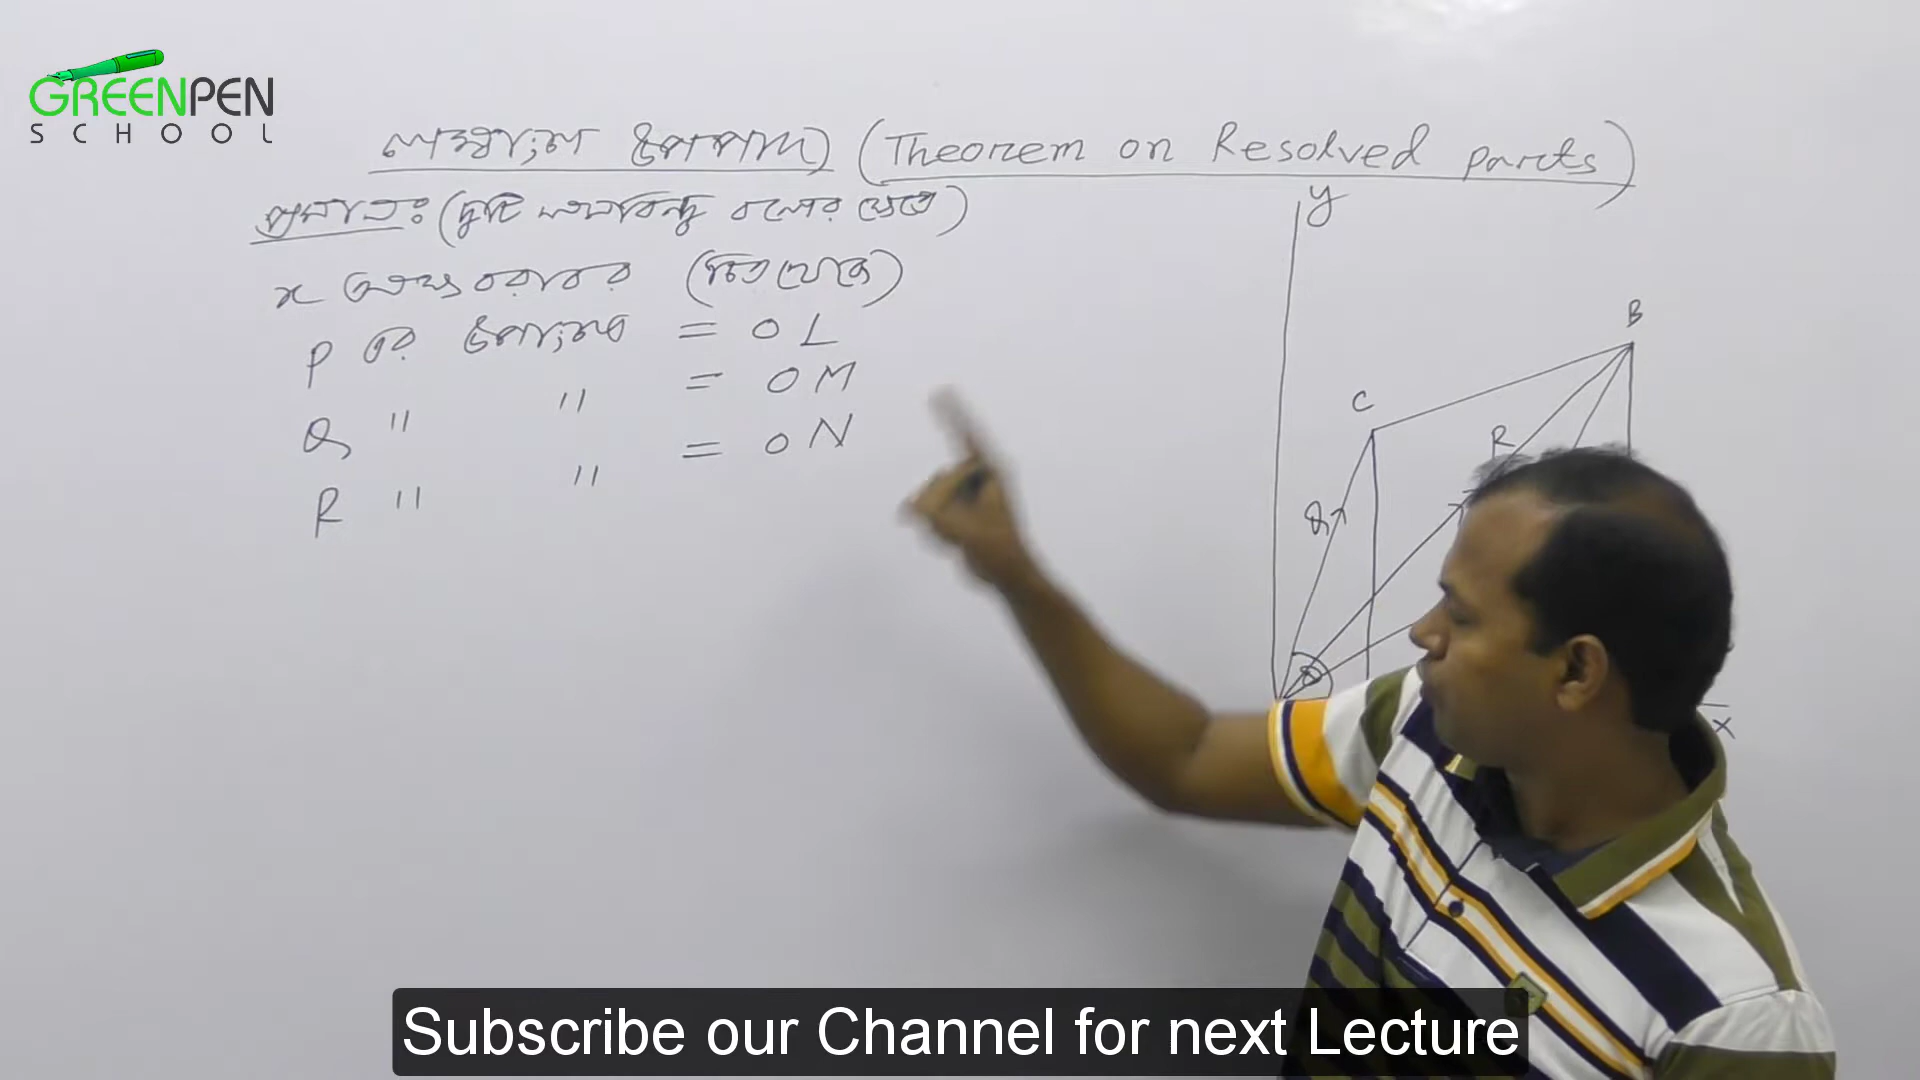 GREENPEN
SCHOOL
লম্বাংশ উপপাদ্য (Theorem on Resolved parts)
প্রমাণঃ (দুটি সমবিন্দু বলের ক্ষেত্রে)
x অক্ষ বরাবর (চিত্র থেকে)
P এর উপাংশ = OL
Q " " = OM
R " " = ON
y
B
C
R
Q
x
Subscribe our Channel for next Lecture